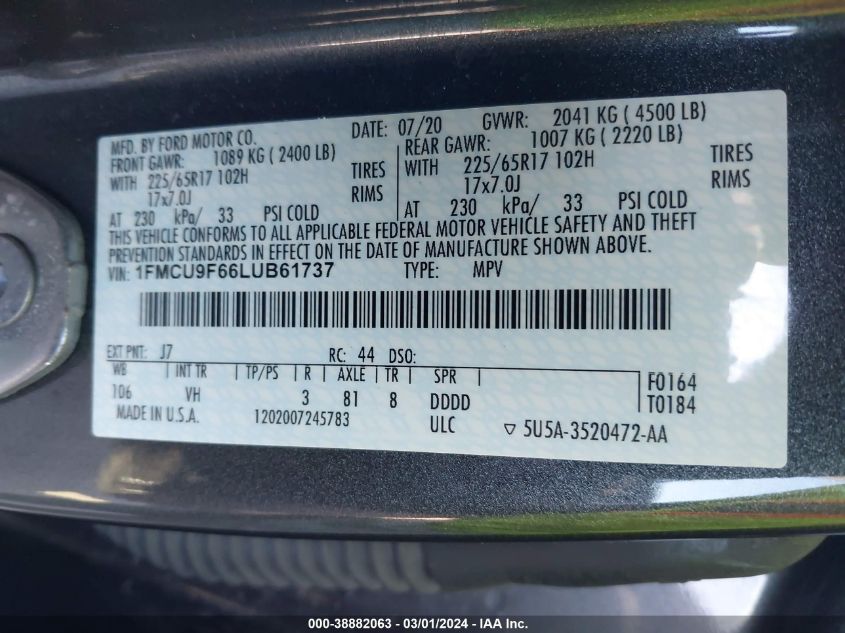 MFD. BY FORD MOTOR CO. DATE: 07/20 GVWR: 2041 KG ( 4500 LB)
FRONT GAWR: 1089 KG ( 2400 LB) REAR GAWR: 1007 KG ( 2220 LB)
WITH 225/65R17 102H TIRES WITH 225/65R17 102H TIRES
17x7.0J RIMS 17x7.0J RIMS
AT 230 kPa/ 33 PSI COLD AT 230 kPa/ 33 PSI COLD
THIS VEHICLE CONFORMS TO ALL APPLICABLE FEDERAL MOTOR VEHICLE SAFETY AND THEFT
PREVENTION STANDARDS IN EFFECT ON THE DATE OF MANUFACTURE SHOWN ABOVE.
VIN: 1FMCU9F66LUB61737 TYPE: MPV
EXT PNT: J7 RC: 44 DSO:
WB INT TR TP/PS R AXLE TR SPR F0164
106 VH 3 81 8 DDDD T0184
MADE IN U.S.A. 1202007245783 ULC 5U5A-3520472-AA
000-38882063 - 03/01/2024 - IAA Inc.